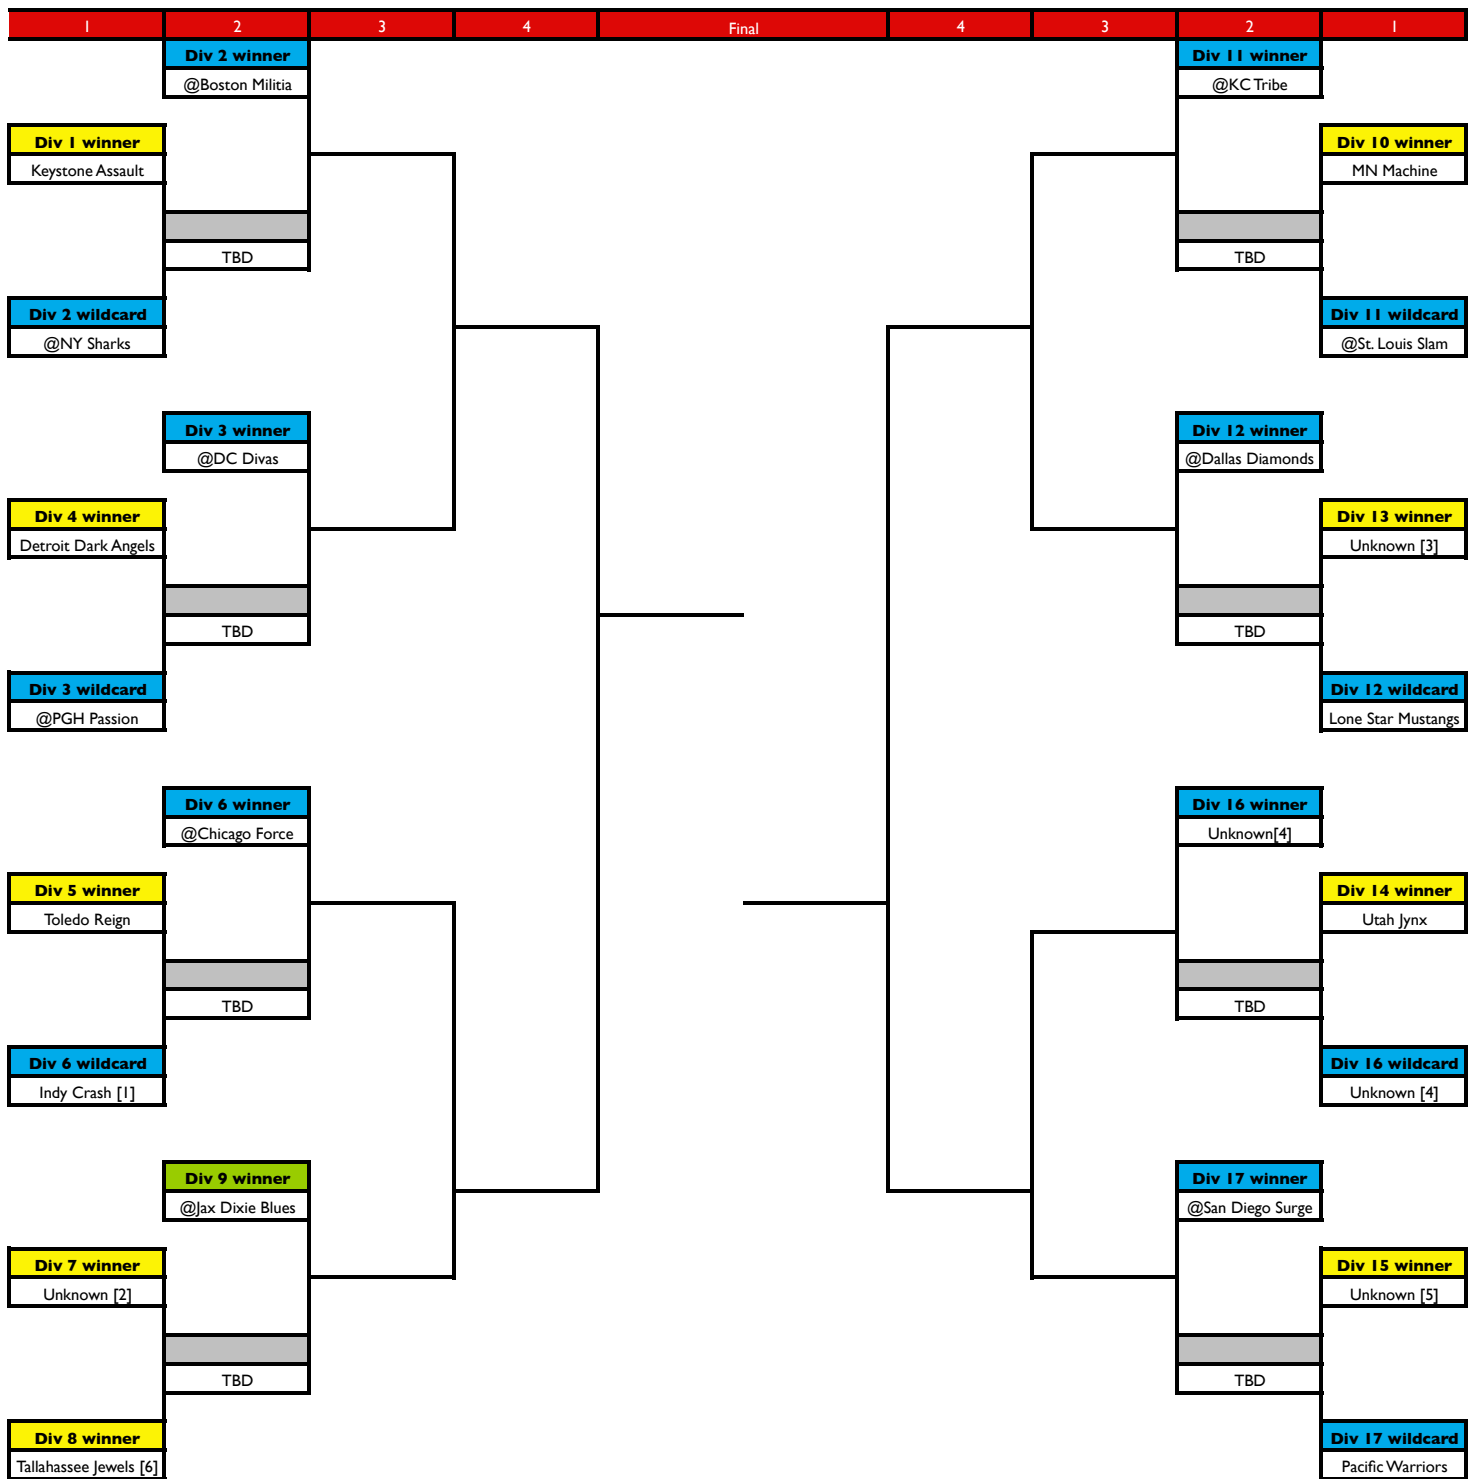 1 2 3 4 Final 4 3 2 1
Div 2 winner Div 11 winner
@Boston Militia @KC Tribe
Div 1 winner Div 10 winner
Keystone Assault MN Machine
TBD TBD
Div 2 wildcard Div 11 wildcard
@NY Sharks @St. Louis Slam
Div 3 winner Div 12 winner
@DC Divas @Dallas Diamonds
Div 4 winner Div 13 winner
Detroit Dark Angels Unknown [3]
TBD TBD
Div 3 wildcard Div 12 wildcard
@PGH Passion Lone Star Mustangs
Div 6 winner Div 16 winner
@Chicago Force Unknown[4]
Div 5 winner Div 14 winner
Toledo Reign Utah Jynx
TBD TBD
Div 6 wildcard Div 16 wildcard
Indy Crash [1] Unknown [4]
Div 9 winner Div 17 winner
@Jax Dixie Blues @San Diego Surge
Div 7 winner Div 15 winner
Unknown [2] Unknown [5]
TBD TBD
Div 8 winner Div 17 wildcard
Tallahassee Jewels [6] Pacific Warriors